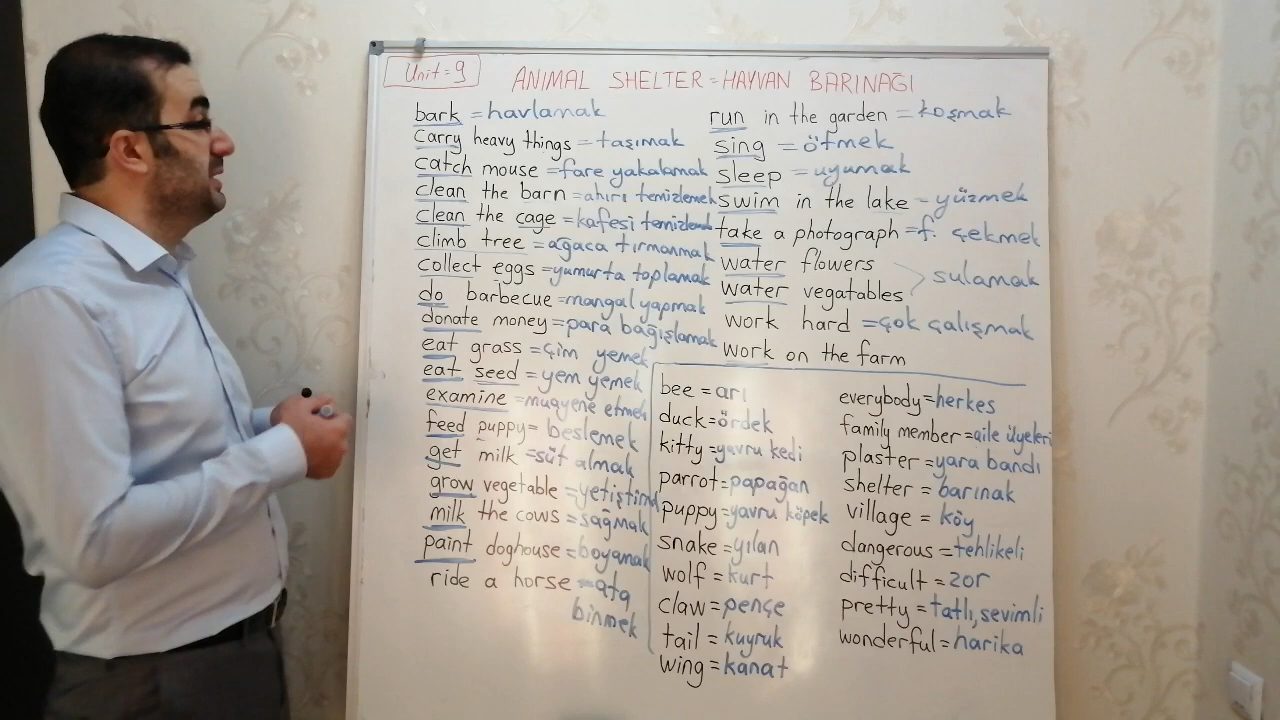 Unit=9
ANIMAL SHELTER = HAYVAN BARINAĞI
bark = havlamak
carry heavy things = taşımak
catch mouse = fare yakalamak
clean the barn = ahırı temizlemek
clean the cage = kafesi temizlemek
climb tree = ağaca tırmanmak
collect eggs = yumurta toplamak
do barbecue = mangal yapmak
donate money = para bağışlamak
eat grass = çim yemek
eat seed = yem yemek
examine = muayene etmek
feed puppy = beslemek
get milk = süt almak
grow vegetable = yetiştirmek
milk the cows = sağmak
paint doghouse = boyamak
ride a horse = ata
binmek
run in the garden = koşmak
sing = ötmek
sleep = uyumak
swim in the lake - yüzmek
take a photograph = f. çekmek
water flowers
water vegatables
sulamak
work hard = çok çalışmak
work on the farm
bee = arı
duck = ördek
kitty = yavru kedi
parrot = papağan
puppy = yavru köpek
snake = yılan
wolf = kurt
claw = pençe
tail = kuyruk
wing = kanat
everybody = herkes
family member = aile üyeleri
plaster = yara bandı
shelter = barınak
village = köy
dangerous = tehlikeli
difficult = zor
pretty = tatlı, sevimli
wonderful = harika